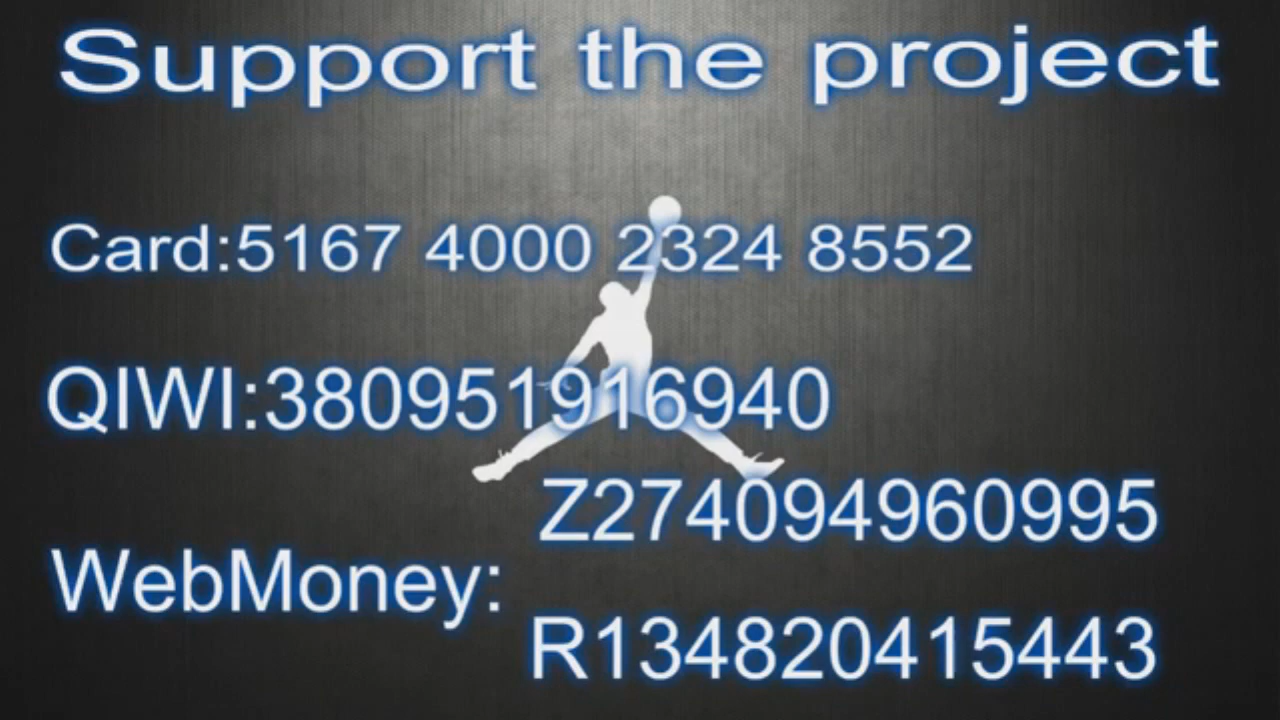 Support the project
Card:5167 4000 2324 8552
QIWI:380951916940
Z274094960995
WebMoney:
R134820415443